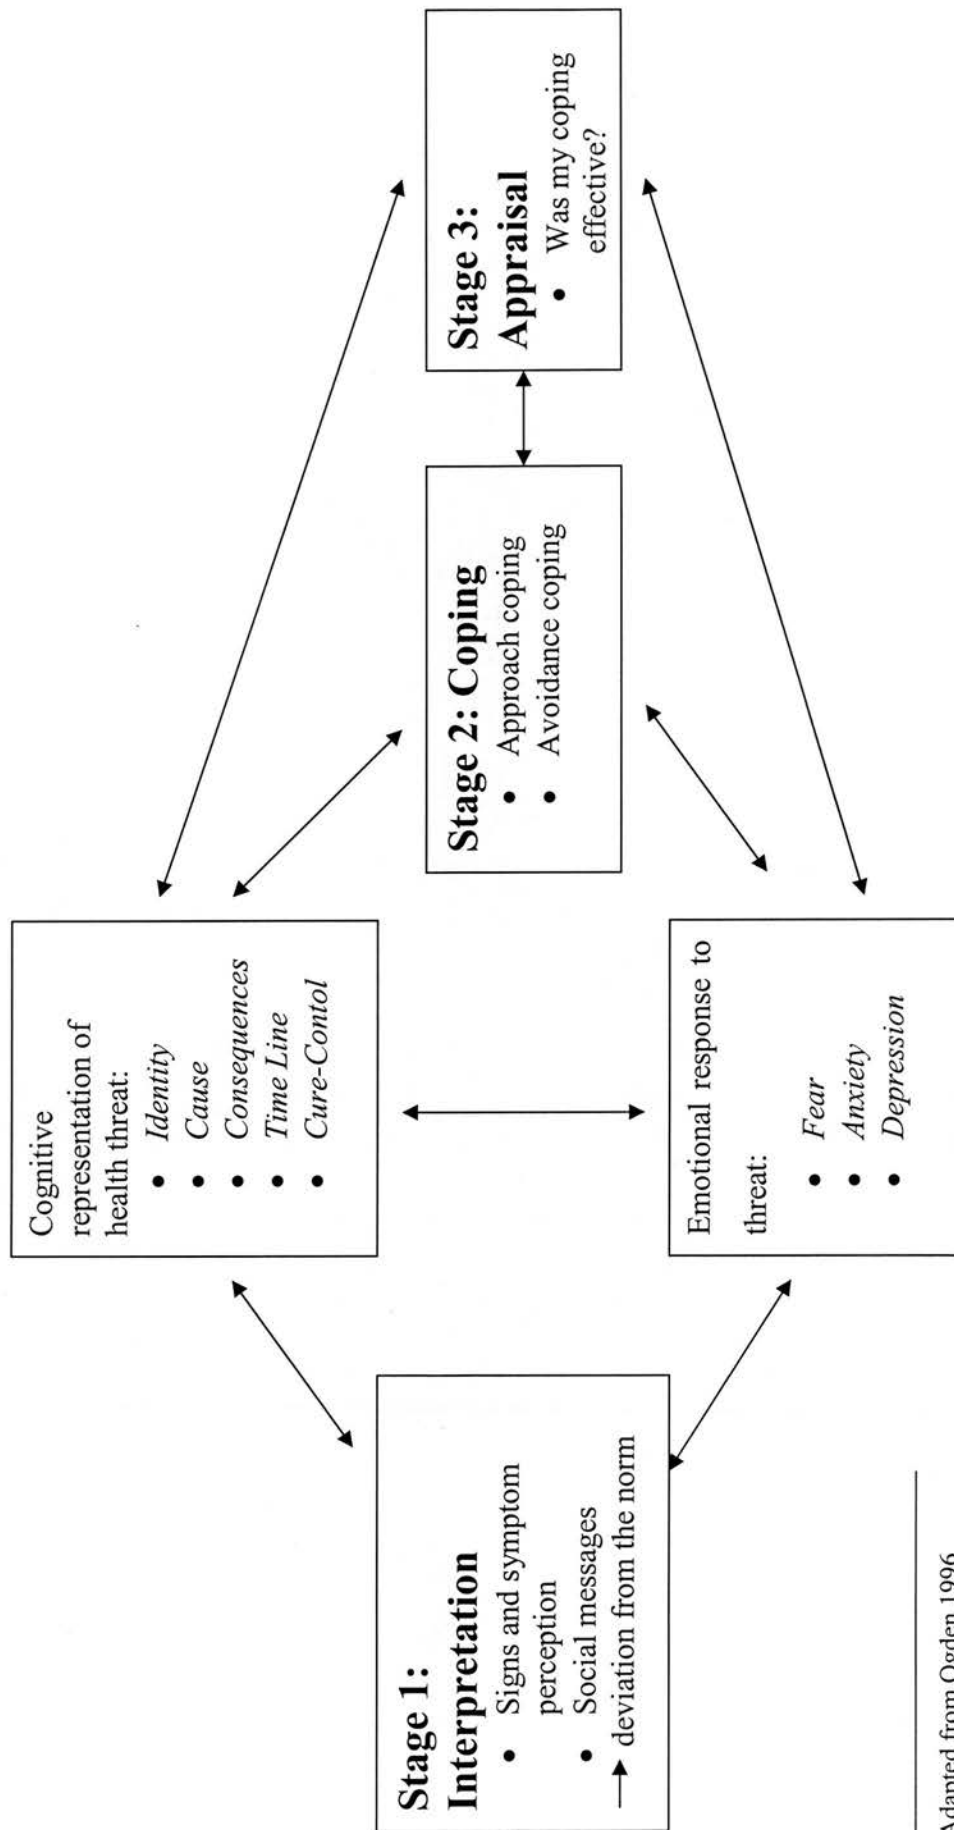 Stage 1:
Interpretation
• Signs and symptom
perception
• Social messages
→ deviation from the norm
Cognitive
representation of
health threat:
• Identity
• Cause
• Consequences
• Time Line
• Cure-Contol
Emotional response to
threat:
• Fear
• Anxiety
• Depression
Stage 2: Coping
• Approach coping
• Avoidance coping
Stage 3:
Appraisal
• Was my coping
effective?
Adapted from Ogden 1996